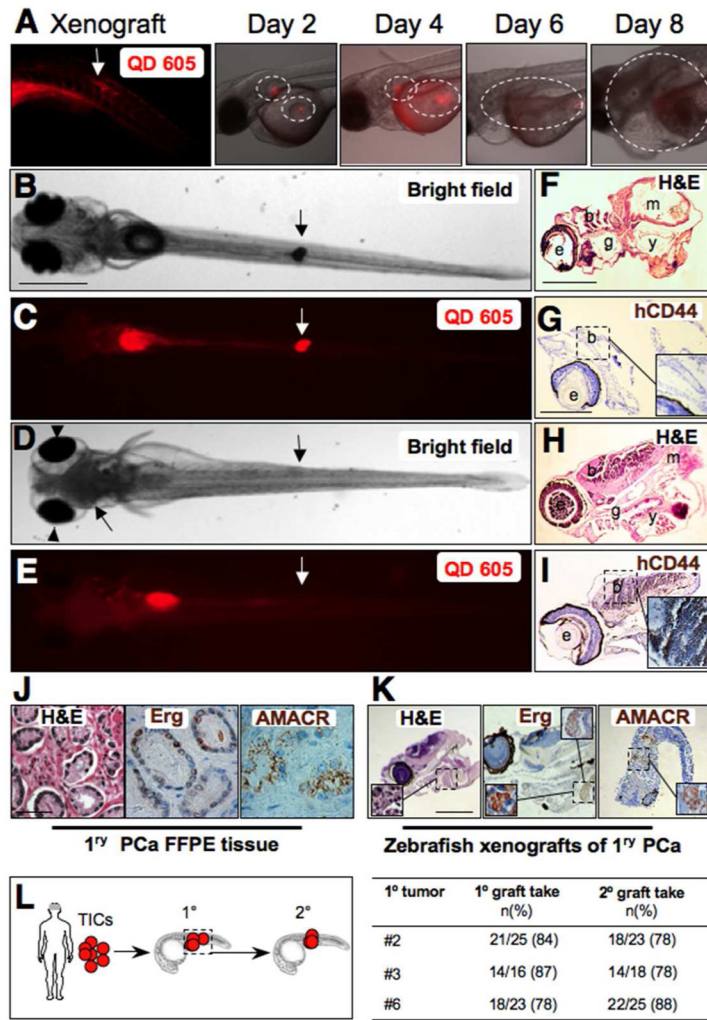 A Xenograft Day 2 Day 4 Day 6 Day 8
QD 605
B Bright field
F H&E
b m e g y
C QD 605
G hCD44
b e
D Bright field
H H&E
b m e g y
E QD 605
I hCD44
b e
J H&E Erg AMACR
1ry PCa FFPE tissue
K H&E Erg AMACR
Zebrafish xenografts of 1ry PCa
L TICs 1° 2°
1º tumor 1º graft take 2º graft take
n(%) n(%)
#2 21/25 (84) 18/23 (78)
#3 14/16 (87) 14/18 (78)
#6 18/23 (78) 22/25 (88)